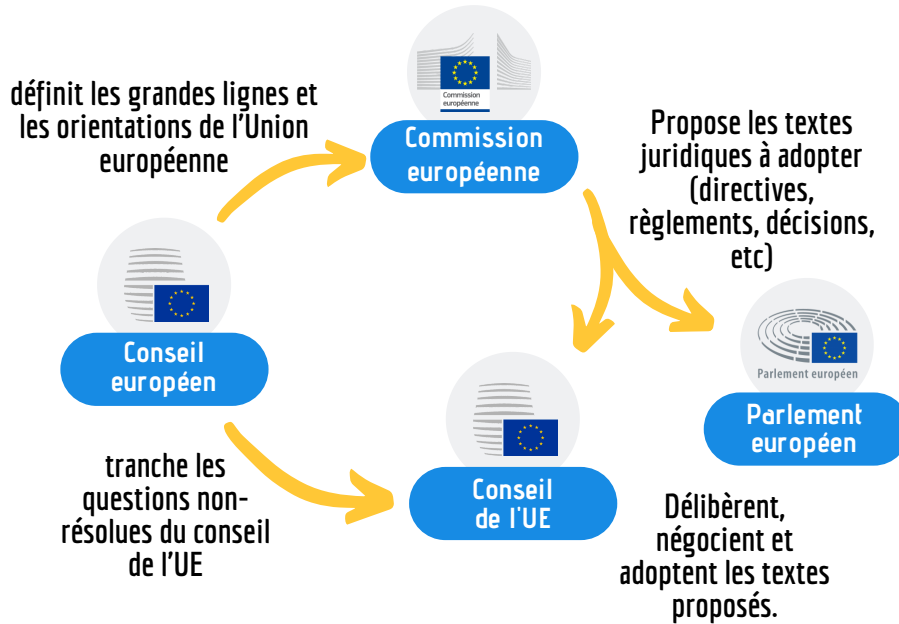 définit les grandes lignes et
les orientations de l'Union
européenne
Commission
européenne
Commission
européenne
Propose les textes
juridiques à adopter
(directives,
règlements, décisions,
etc)
Conseil
européen
Parlement européen
Parlement
européen
Conseil
de l'UE
tranche les
questions non-
résolues du conseil
de l'UE
Délibèrent,
négocient et
adoptent les textes
proposés.